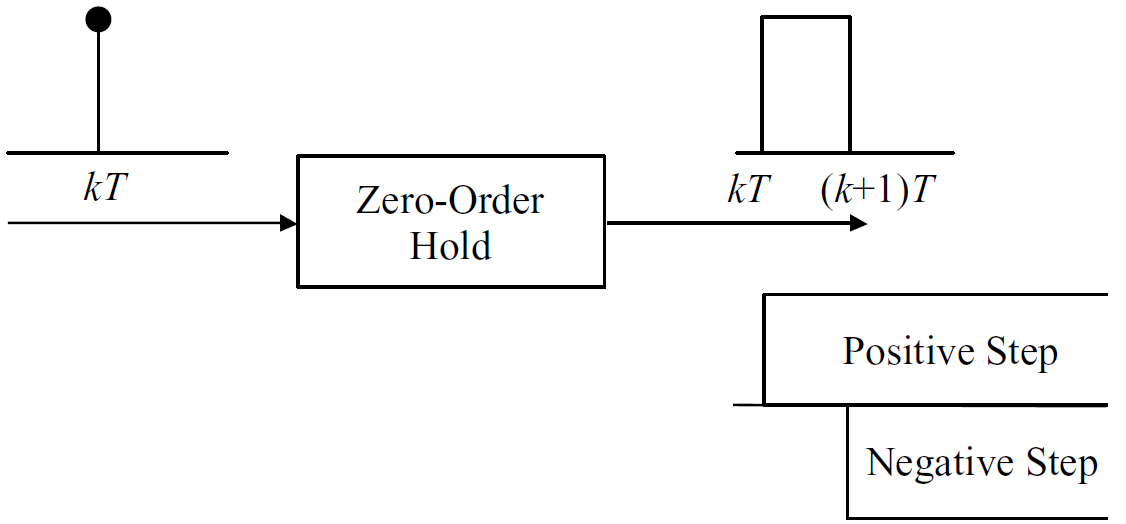 kT
Zero-Order
Hold
kT (k+1)T
Positive Step
Negative Step